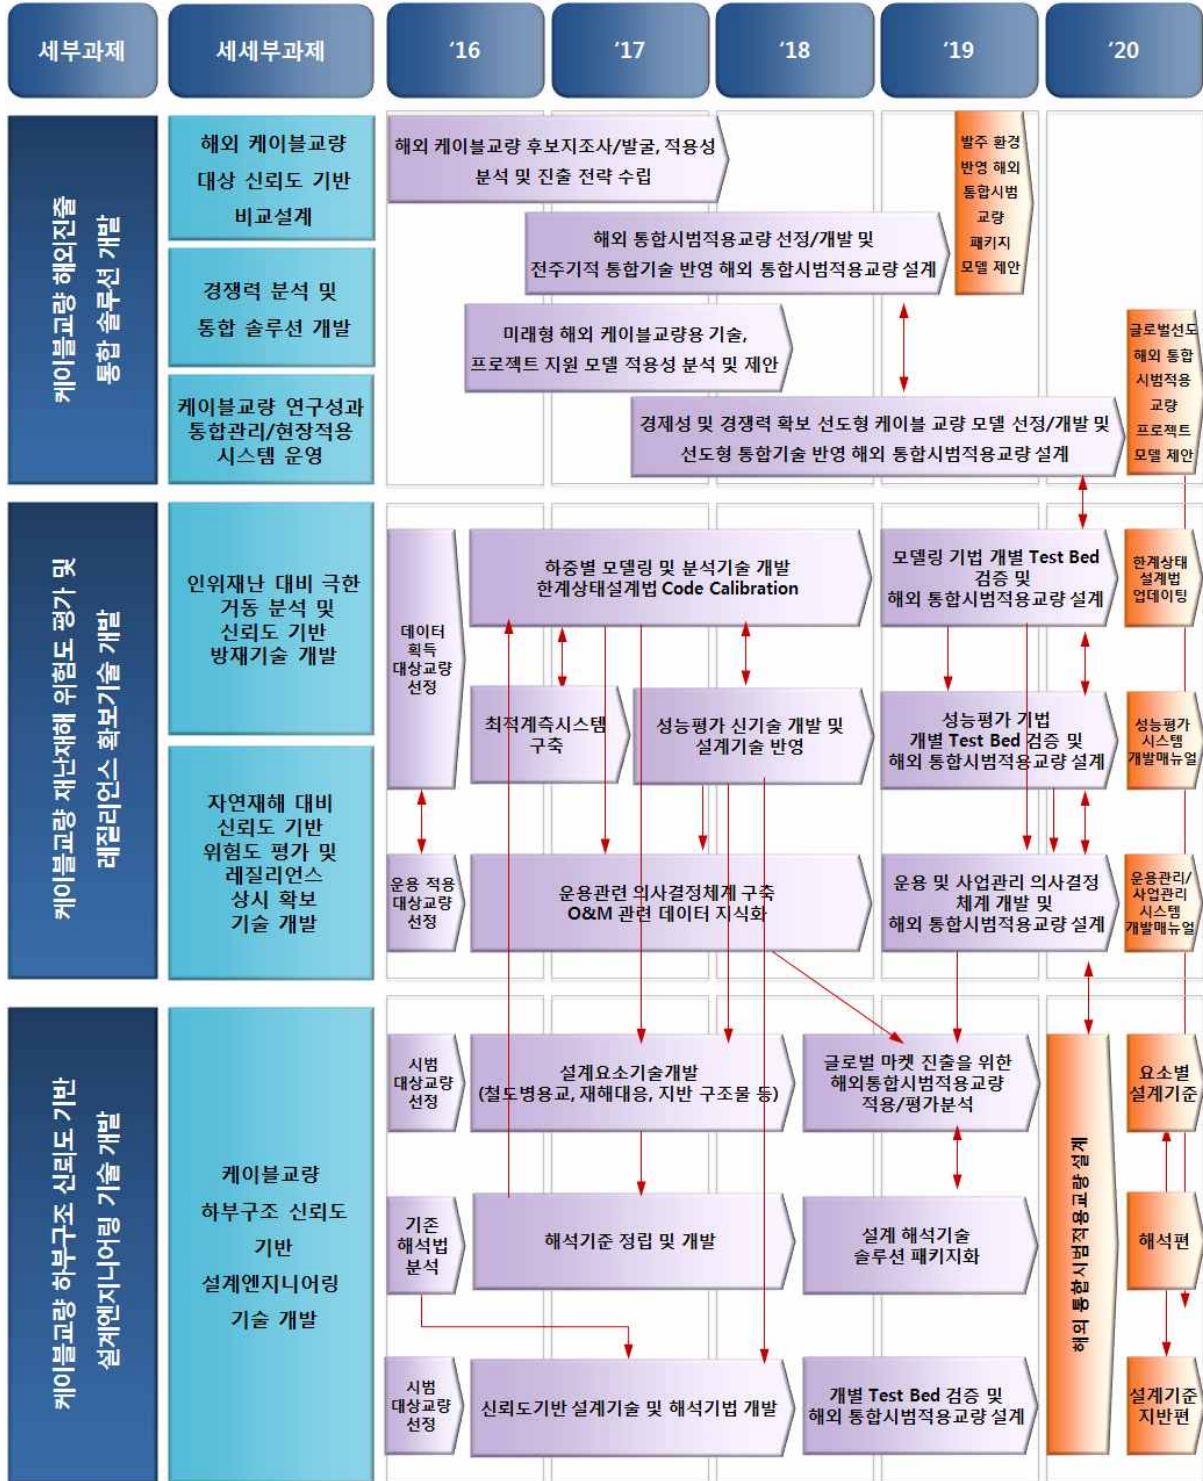 세부과제
세세부과제
‘16
‘17
‘18
‘19
‘20
케이블교량 해외진출
통합 솔루션 개발
해외 케이블교량
대상 신뢰도 기반
비교설계
경쟁력 분석 및
통합 솔루션 개발
케이블교량 연구성과
통합관리/현장적용
시스템 운영
해외 케이블교량 후보지조사/발굴, 적용성
분석 및 진출 전략 수립
해외 통합시범적용교량 선정/개발 및
전주기적 통합기술 반영 해외 통합시범적용교량 설계
발주 환경
반영 해외
통합시범
교량
패키지
모델 제안
미래형 해외 케이블교량용 기술,
프로젝트 지원 모델 적용성 분석 및 제안
경제성 및 경쟁력 확보 선도형 케이블 교량 모델 선정/개발 및
선도형 통합기술 반영 해외 통합시범적용교량 설계
글로벌선도
해외 통합
시범적용
교량
프로젝트
모델 제안
케이블교량 재난재해 위험도 평가 및
레질리언스 확보기술 개발
인위재난 대비 극한
거동 분석 및
신뢰도 기반
방재기술 개발
자연재해 대비
신뢰도 기반
위험도 평가 및
레질리언스
상시 확보
기술 개발
데이터
획득
대상교량
선정
하중별 모델링 및 분석기술 개발
한계상태설계법 Code Calibration
모델링 기법 개별 Test Bed
검증 및
해외 통합시범적용교량 설계
한계상태
설계법
업데이팅
최적계측시스템
구축
성능평가 신기술 개발 및
설계기술 반영
성능평가 기법
개별 Test Bed 검증 및
해외 통합시범적용교량 설계
성능평가
시스템
개발매뉴얼
운용 적용
대상교량
선정
운용관련 의사결정체계 구축
O&M 관련 데이터 지식화
운용 및 사업관리 의사결정
체계 개발 및
해외 통합시범적용교량 설계
운용관리/
사업관리
시스템
개발매뉴얼
케이블교량 하부구조 신뢰도 기반
설계엔지니어링 기술 개발
케이블교량
하부구조 신뢰도
기반
설계엔지니어링
기술 개발
시범
대상교량
선정
설계요소기술개발
(철도병용교, 재해대응, 지반 구조물 등)
글로벌 마켓 진출을 위한
해외통합시범적용교량
적용/평가분석
해외 통합시범적용교량 설계
요소별
설계기준
기존
해석법
분석
해석기준 정립 및 개발
설계 해석기술
솔루션 패키지화
해석편
시범
대상교량
선정
신뢰도기반 설계기술 및 해석기법 개발
개별 Test Bed 검증 및
해외 통합시범적용교량 설계
설계기준
지반편